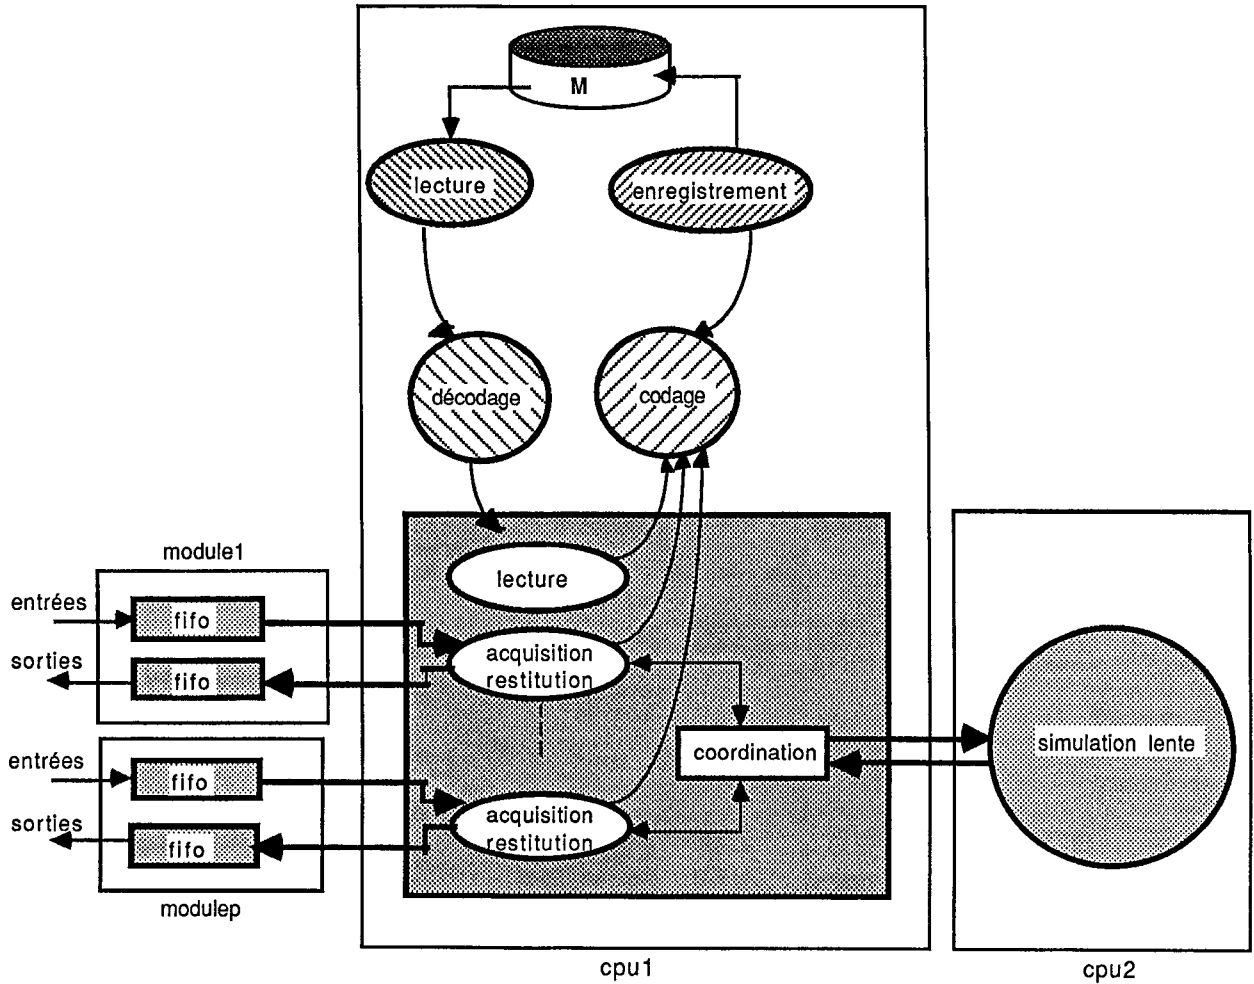 M
lecture
enregistrement
décodage
codage
module1
entrées
fifo
sorties
fifo
lecture
acquisition
restitution
coordination
simulation lente
entrées
fifo
sorties
fifo
acquisition
restitution
modulep
cpu1
cpu2